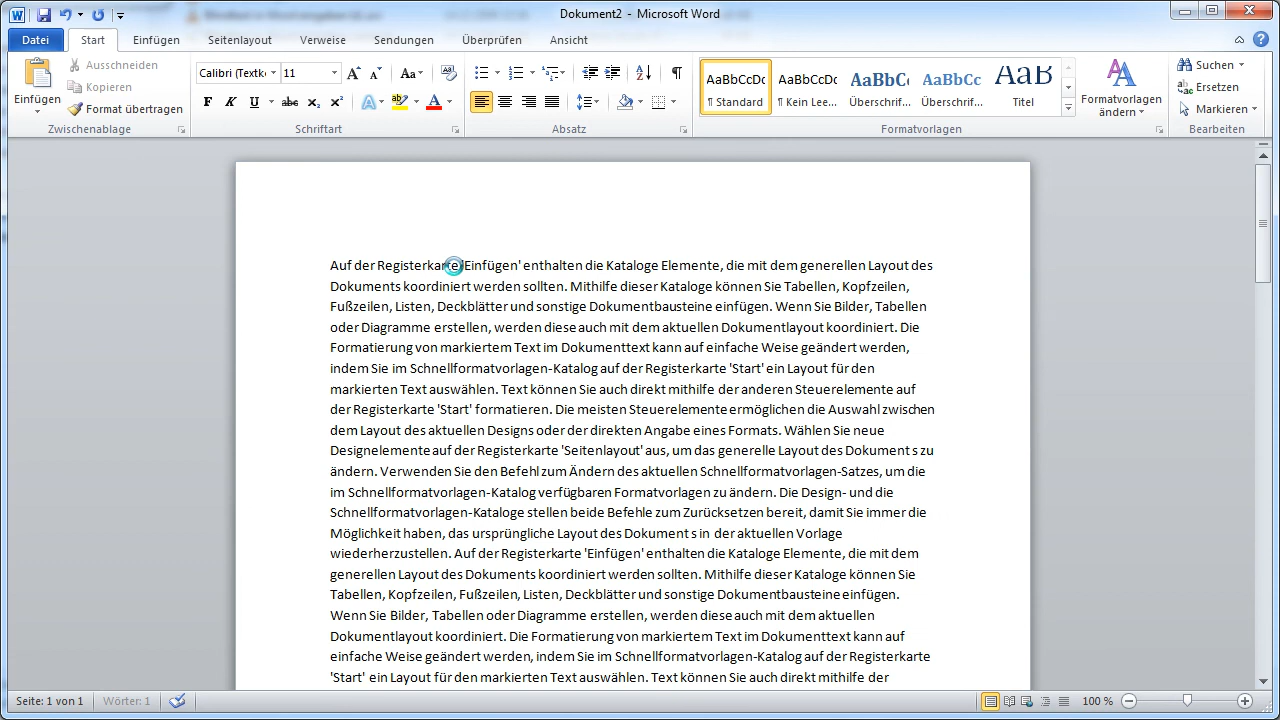 Dokument2 - Microsoft Word
Datei Start Einfügen Seitenlayout Verweise Sendungen Überprüfen Ansicht
Einfügen
Ausschneiden
Kopieren
Format übertragen
Zwischenablage
Calibri (Textk 11
F K U abc x₂ x² A ab A
Schriftart
Absatz
AaBbCcDc AaBbCcDc AaBbCc AaBbCc AaB
¶ Standard ¶ Kein Lee... Überschrif... Überschrif... Titel
Formatvorlagen ändern
Formatvorlagen
Suchen
Ersetzen
Markieren
Bearbeiten
Auf der Registerkarte 'Einfügen' enthalten die Kataloge Elemente, die mit dem generellen Layout des
Dokuments koordiniert werden sollten. Mithilfe dieser Kataloge können Sie Tabellen, Kopfzeilen,
Fußzeilen, Listen, Deckblätter und sonstige Dokumentbausteine einfügen. Wenn Sie Bilder, Tabellen
oder Diagramme erstellen, werden diese auch mit dem aktuellen Dokumentlayout koordiniert. Die
Formatierung von markiertem Text im Dokumenttext kann auf einfache Weise geändert werden,
indem Sie im Schnellformatvorlagen-Katalog auf der Registerkarte 'Start' ein Layout für den
markierten Text auswählen. Text können Sie auch direkt mithilfe der anderen Steuerelemente auf
der Registerkarte 'Start' formatieren. Die meisten Steuerelemente ermöglichen die Auswahl zwischen
dem Layout des aktuellen Designs oder der direkten Angabe eines Formats. Wählen Sie neue
Designelemente auf der Registerkarte 'Seitenlayout' aus, um das generelle Layout des Dokuments zu
ändern. Verwenden Sie den Befehl zum Ändern des aktuellen Schnellformatvorlagen-Satzes, um die
im Schnellformatvorlagen-Katalog verfügbaren Formatvorlagen zu ändern. Die Design- und die
Schnellformatvorlagen-Kataloge stellen beide Befehle zum Zurücksetzen bereit, damit Sie immer die
Möglichkeit haben, das ursprüngliche Layout des Dokuments in der aktuellen Vorlage
wiederherzustellen. Auf der Registerkarte 'Einfügen' enthalten die Kataloge Elemente, die mit dem
generellen Layout des Dokuments koordiniert werden sollten. Mithilfe dieser Kataloge können Sie
Tabellen, Kopfzeilen, Fußzeilen, Listen, Deckblätter und sonstige Dokumentbausteine einfügen.
Wenn Sie Bilder, Tabellen oder Diagramme erstellen, werden diese auch mit dem aktuellen
Dokumentlayout koordiniert. Die Formatierung von markiertem Text im Dokumenttext kann auf
einfache Weise geändert werden, indem Sie im Schnellformatvorlagen-Katalog auf der Registerkarte
'Start' ein Layout für den markierten Text auswählen. Text können Sie auch direkt mithilfe der
Seite: 1 von 1 Wörter: 1 100 %